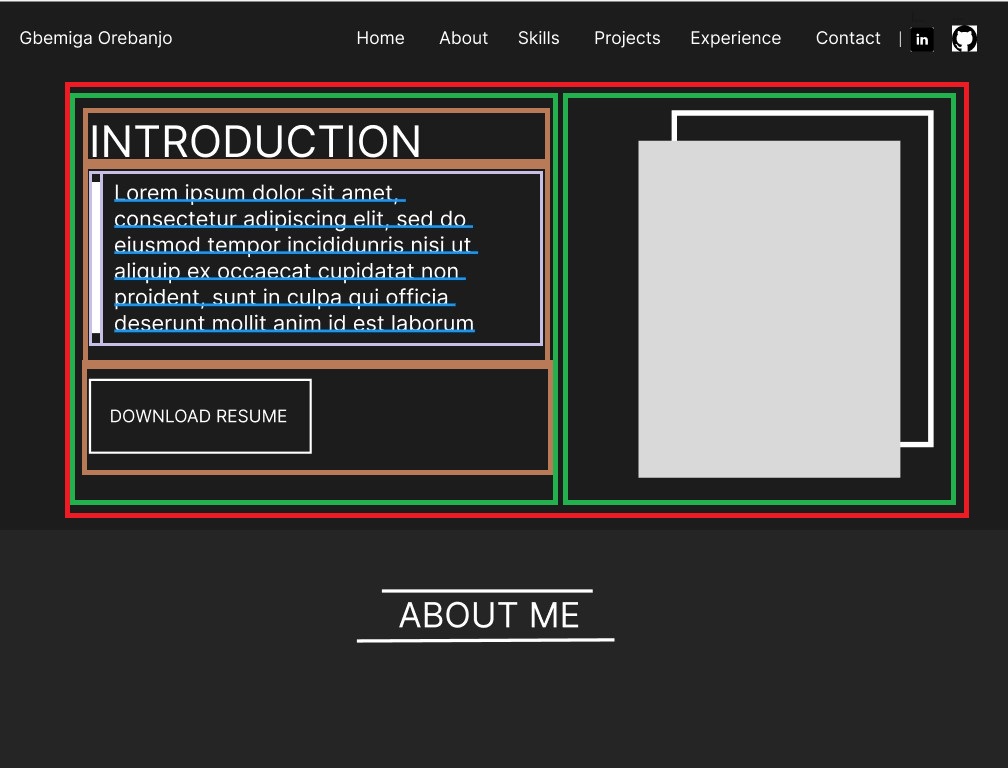 Gbemiga Orebanjo
Home About Skills Projects Experience Contact | in
INTRODUCTION
Lorem ipsum dolor sit amet,
consectetur adipiscing elit, sed do
eiusmod tempor incididunris nisi ut
aliquip ex occaecat cupidatat non
proident, sunt in culpa qui officia
deserunt mollit anim id est laborum
DOWNLOAD RESUME
ABOUT ME